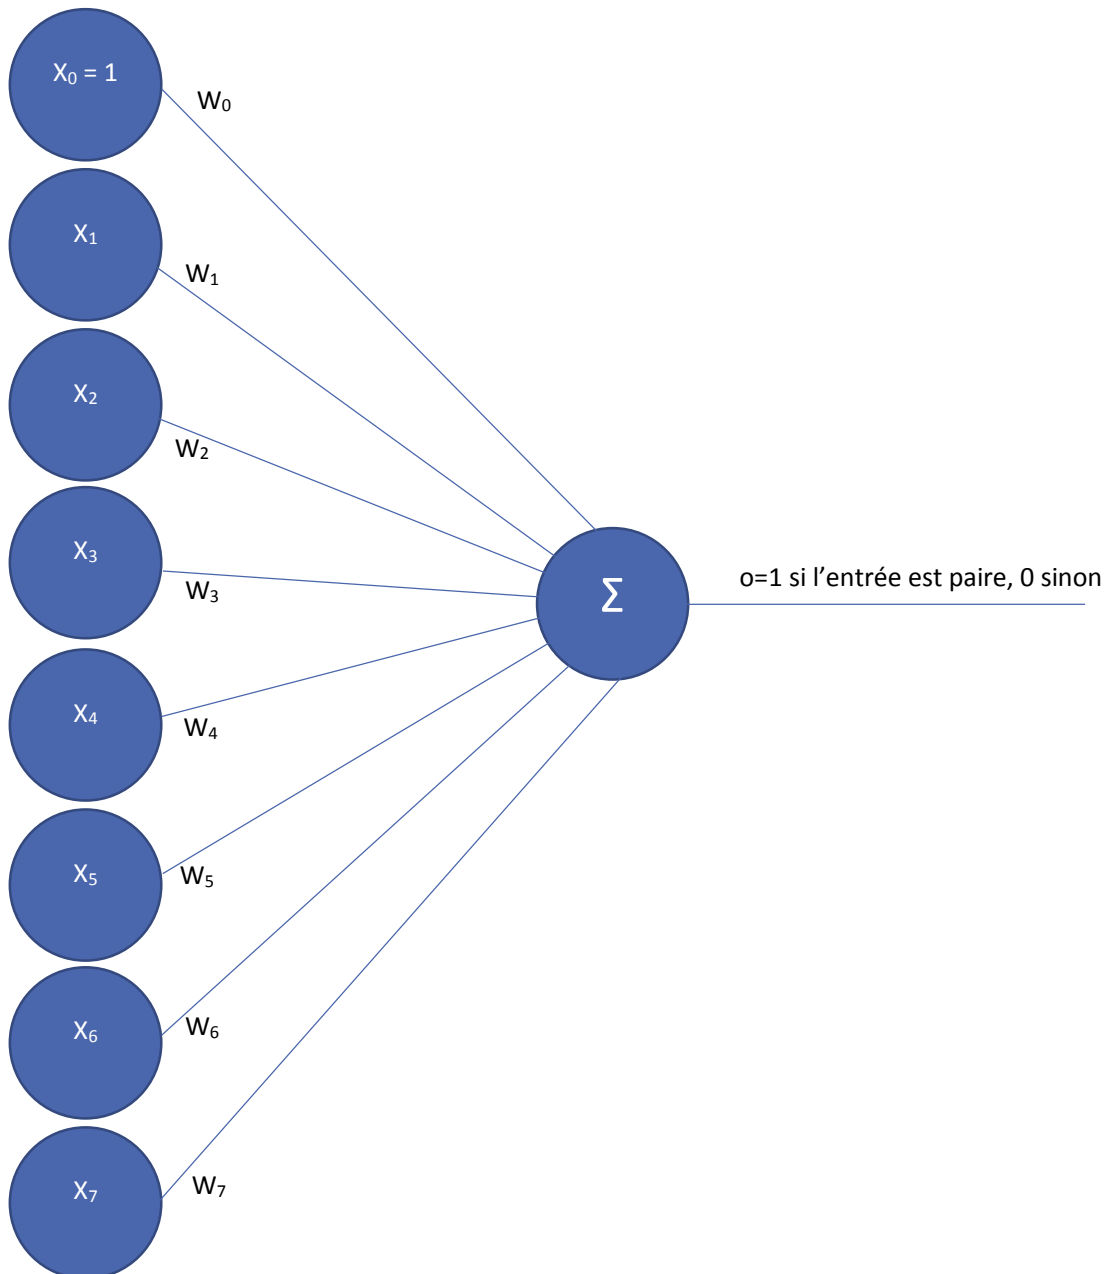 X₀ = 1
W₀
X₁
W₁
X₂
W₂
X₃
W₃
Σ
o=1 si l’entrée est paire, 0 sinon
X₄
W₄
X₅
W₅
X₆
W₆
X₇
W₇